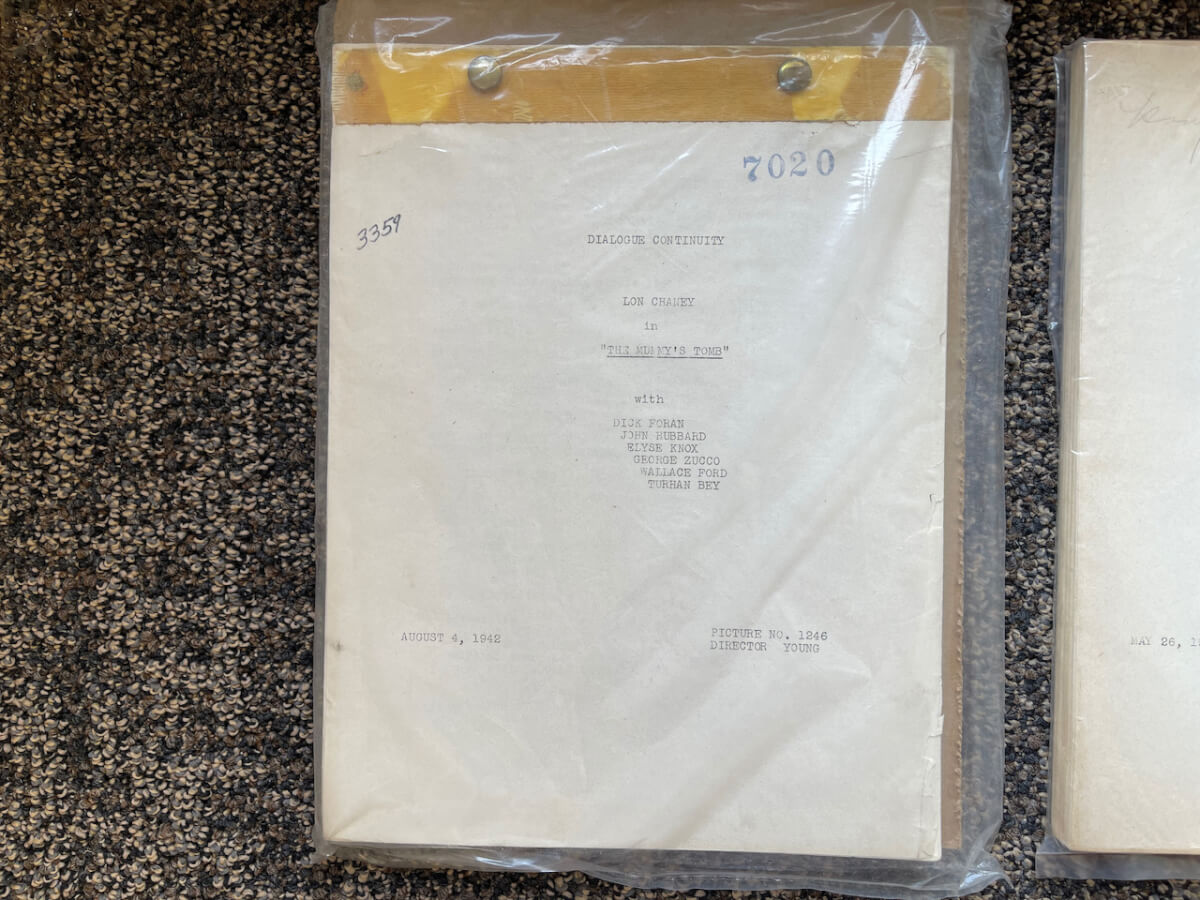 7020
3359
DIALOGUE CONTINUITY
LON CHANEY
in
"THE MUMMY'S TOMB"
with
DICK FORAN
JOHN HUBBARD
ELYSE KNOX
GEORGE ZUCCO
WALLACE FORD
TURHAN BEY
AUGUST 4, 1942
PICTURE NO. 1246
DIRECTOR YOUNG
MAY 26,